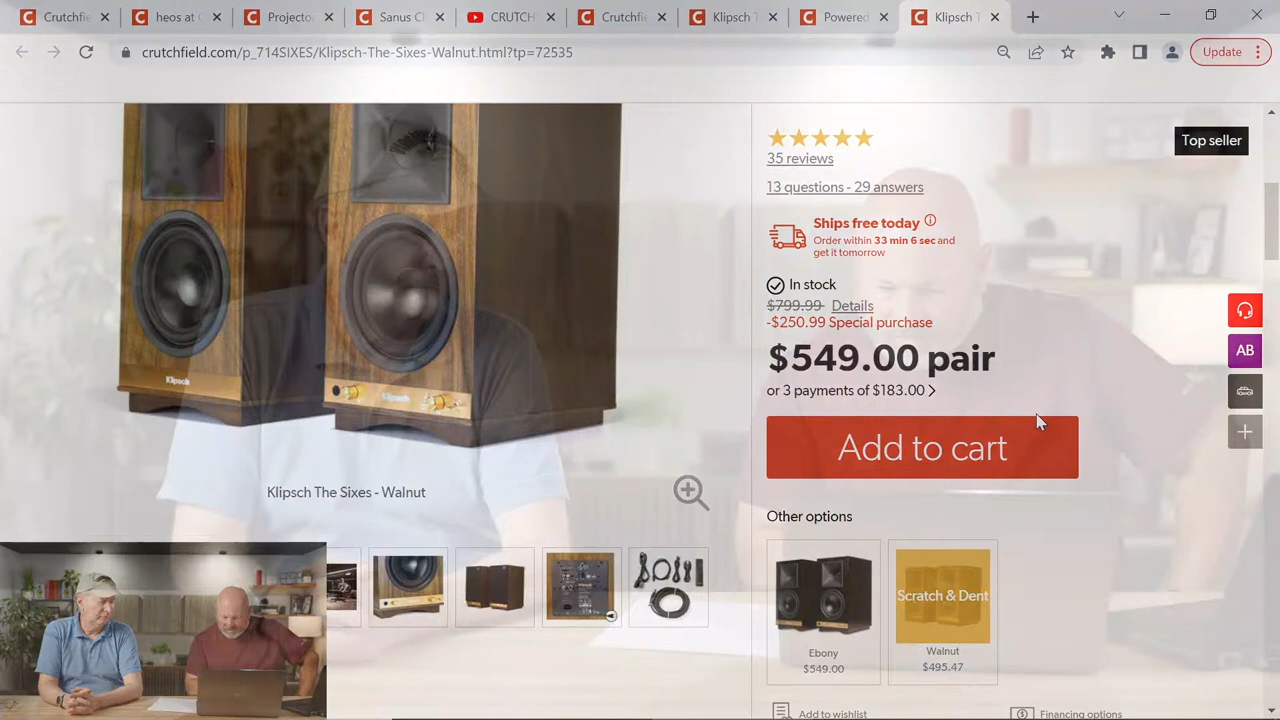 Crutchfi
heos at C
Projecto
Sanus C
CRUTCH
Crutchfie
Klipsch T
Powered
Klipsch T
crutchfield.com/p_714SIXES/Klipsch-The-Sixes-Walnut.html?tp=72535
Update
35 reviews
Top seller
13 questions - 29 answers
Ships free today
Order within 33 min 6 sec and
get it tomorrow
In stock
$799.99 Details
-$250.99 Special purchase
$549.00 pair
or 3 payments of $183.00 >
AB
Add to cart
Klipsch
Klipsch
Klipsch The Sixes - Walnut
Other options
Scratch & Dent
Ebony
$549.00
Walnut
$495.47
Add to wishlist
Financing options